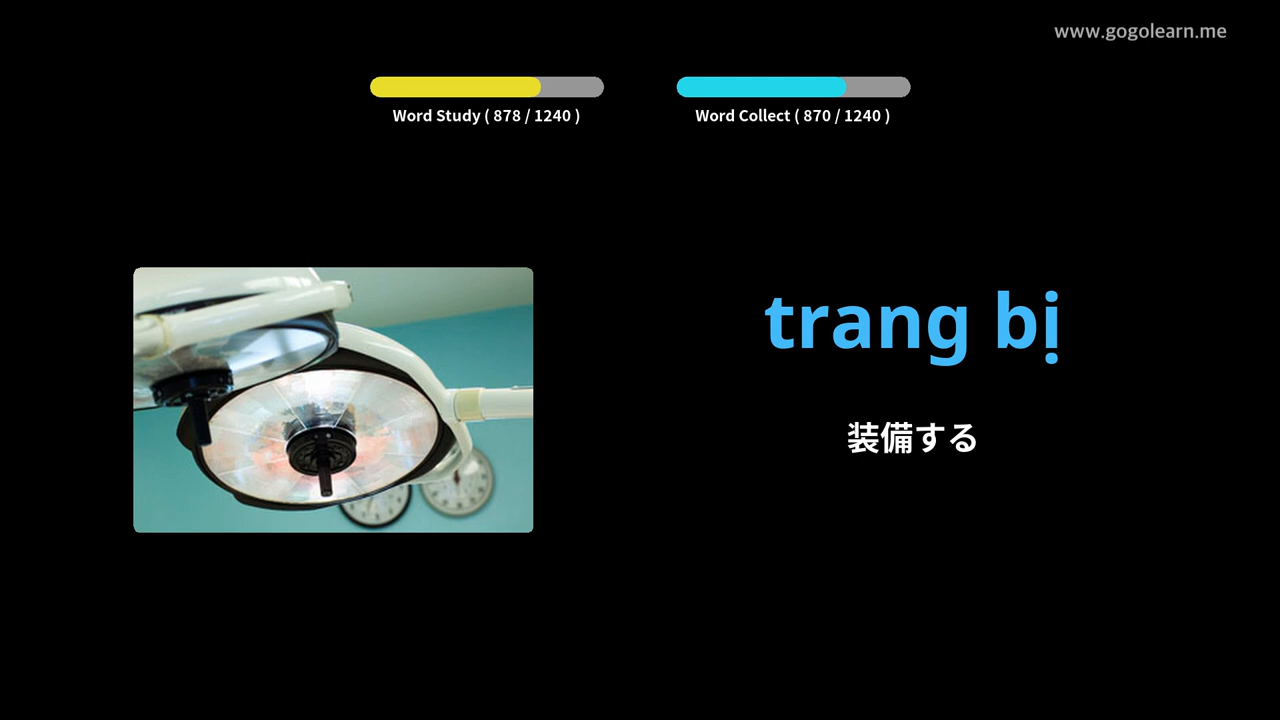 www.gogolearn.me
Word Study ( 878 / 1240 )
Word Collect ( 870 / 1240 )
trang bị
装備する